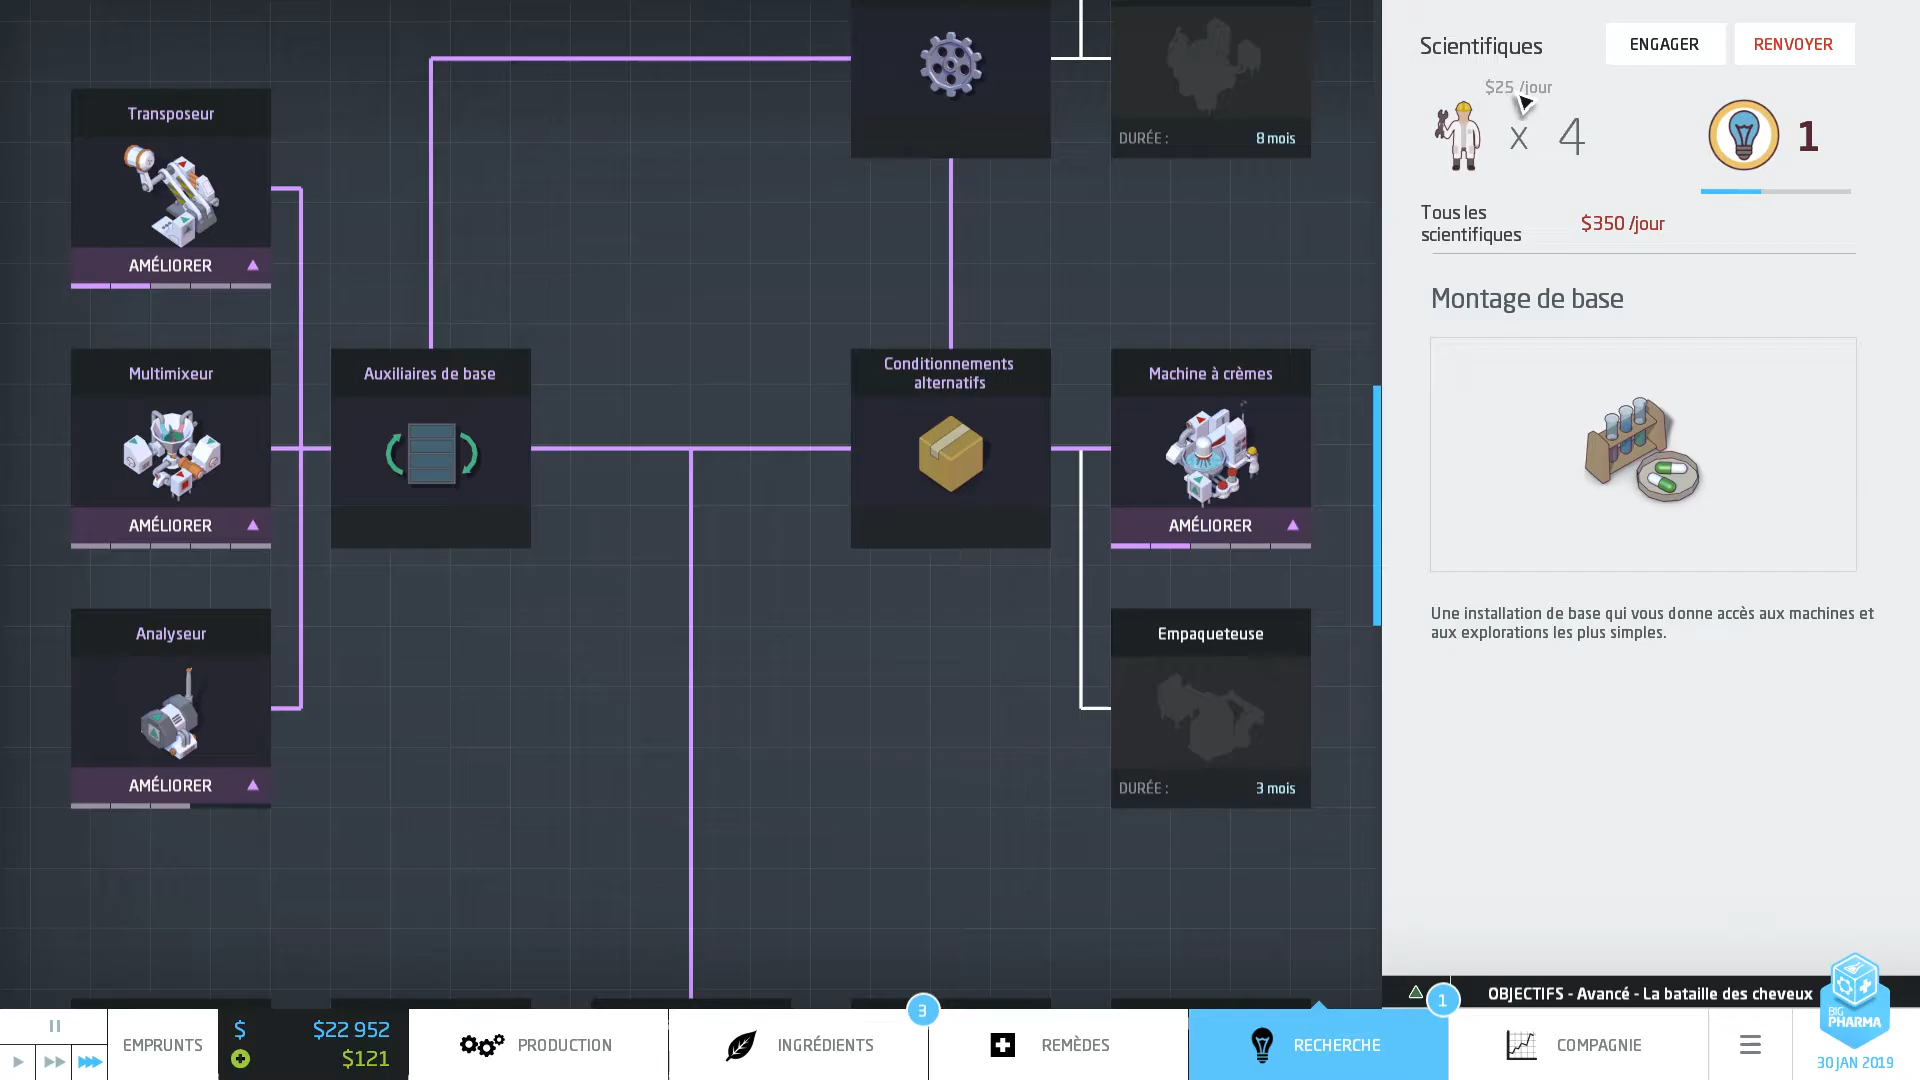 Scientifiques
ENGAGER
RENVOYER
$25 /jour
x 4
1
Tous les
scientifiques
$350 /jour
Montage de base
Une installation de base qui vous donne accès aux machines et
aux explorations les plus simples.
DURÉE :
8 mois
Transposeur
AMÉLIORER
Multimixeur
AMÉLIORER
Auxiliaires de base
Conditionnements
alternatifs
Machine à crèmes
AMÉLIORER
Analyseur
AMÉLIORER
Empaqueteuse
DURÉE :
3 mois
1
OBJECTIFS - Avancé - La bataille des cheveux
BIG
PHARMA
EMPRUNTS
$
$22 952
$121
PRODUCTION
INGRÉDIENTS
3
REMÈDES
RECHERCHE
COMPAGNIE
30 JAN 2019